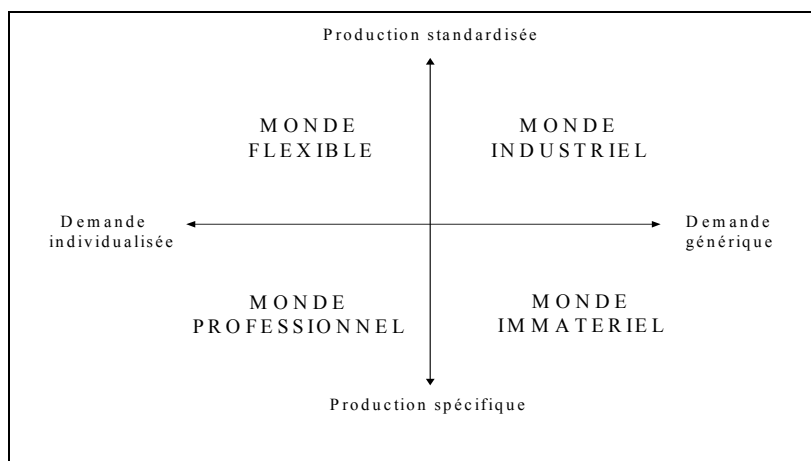 Production standardisée
MONDE
FLEXIBLE
MONDE
INDUSTRIEL
Demande
individualisée
Demande
générique
MONDE
PROFESSIONNEL
MONDE
IMMATERIEL
Production spécifique